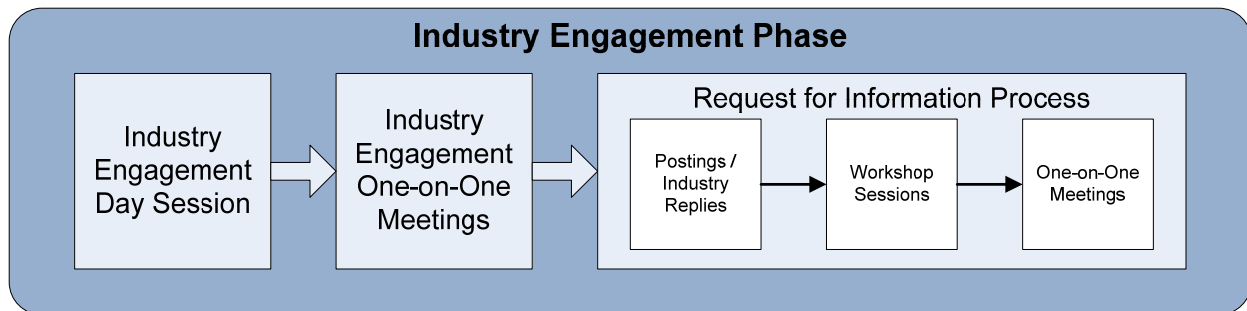 Industry Engagement Phase
Industry
Engagement
Day Session
Industry
Engagement
One-on-One
Meetings
Request for Information Process
Postings /
Industry
Replies
Workshop
Sessions
One-on-One
Meetings